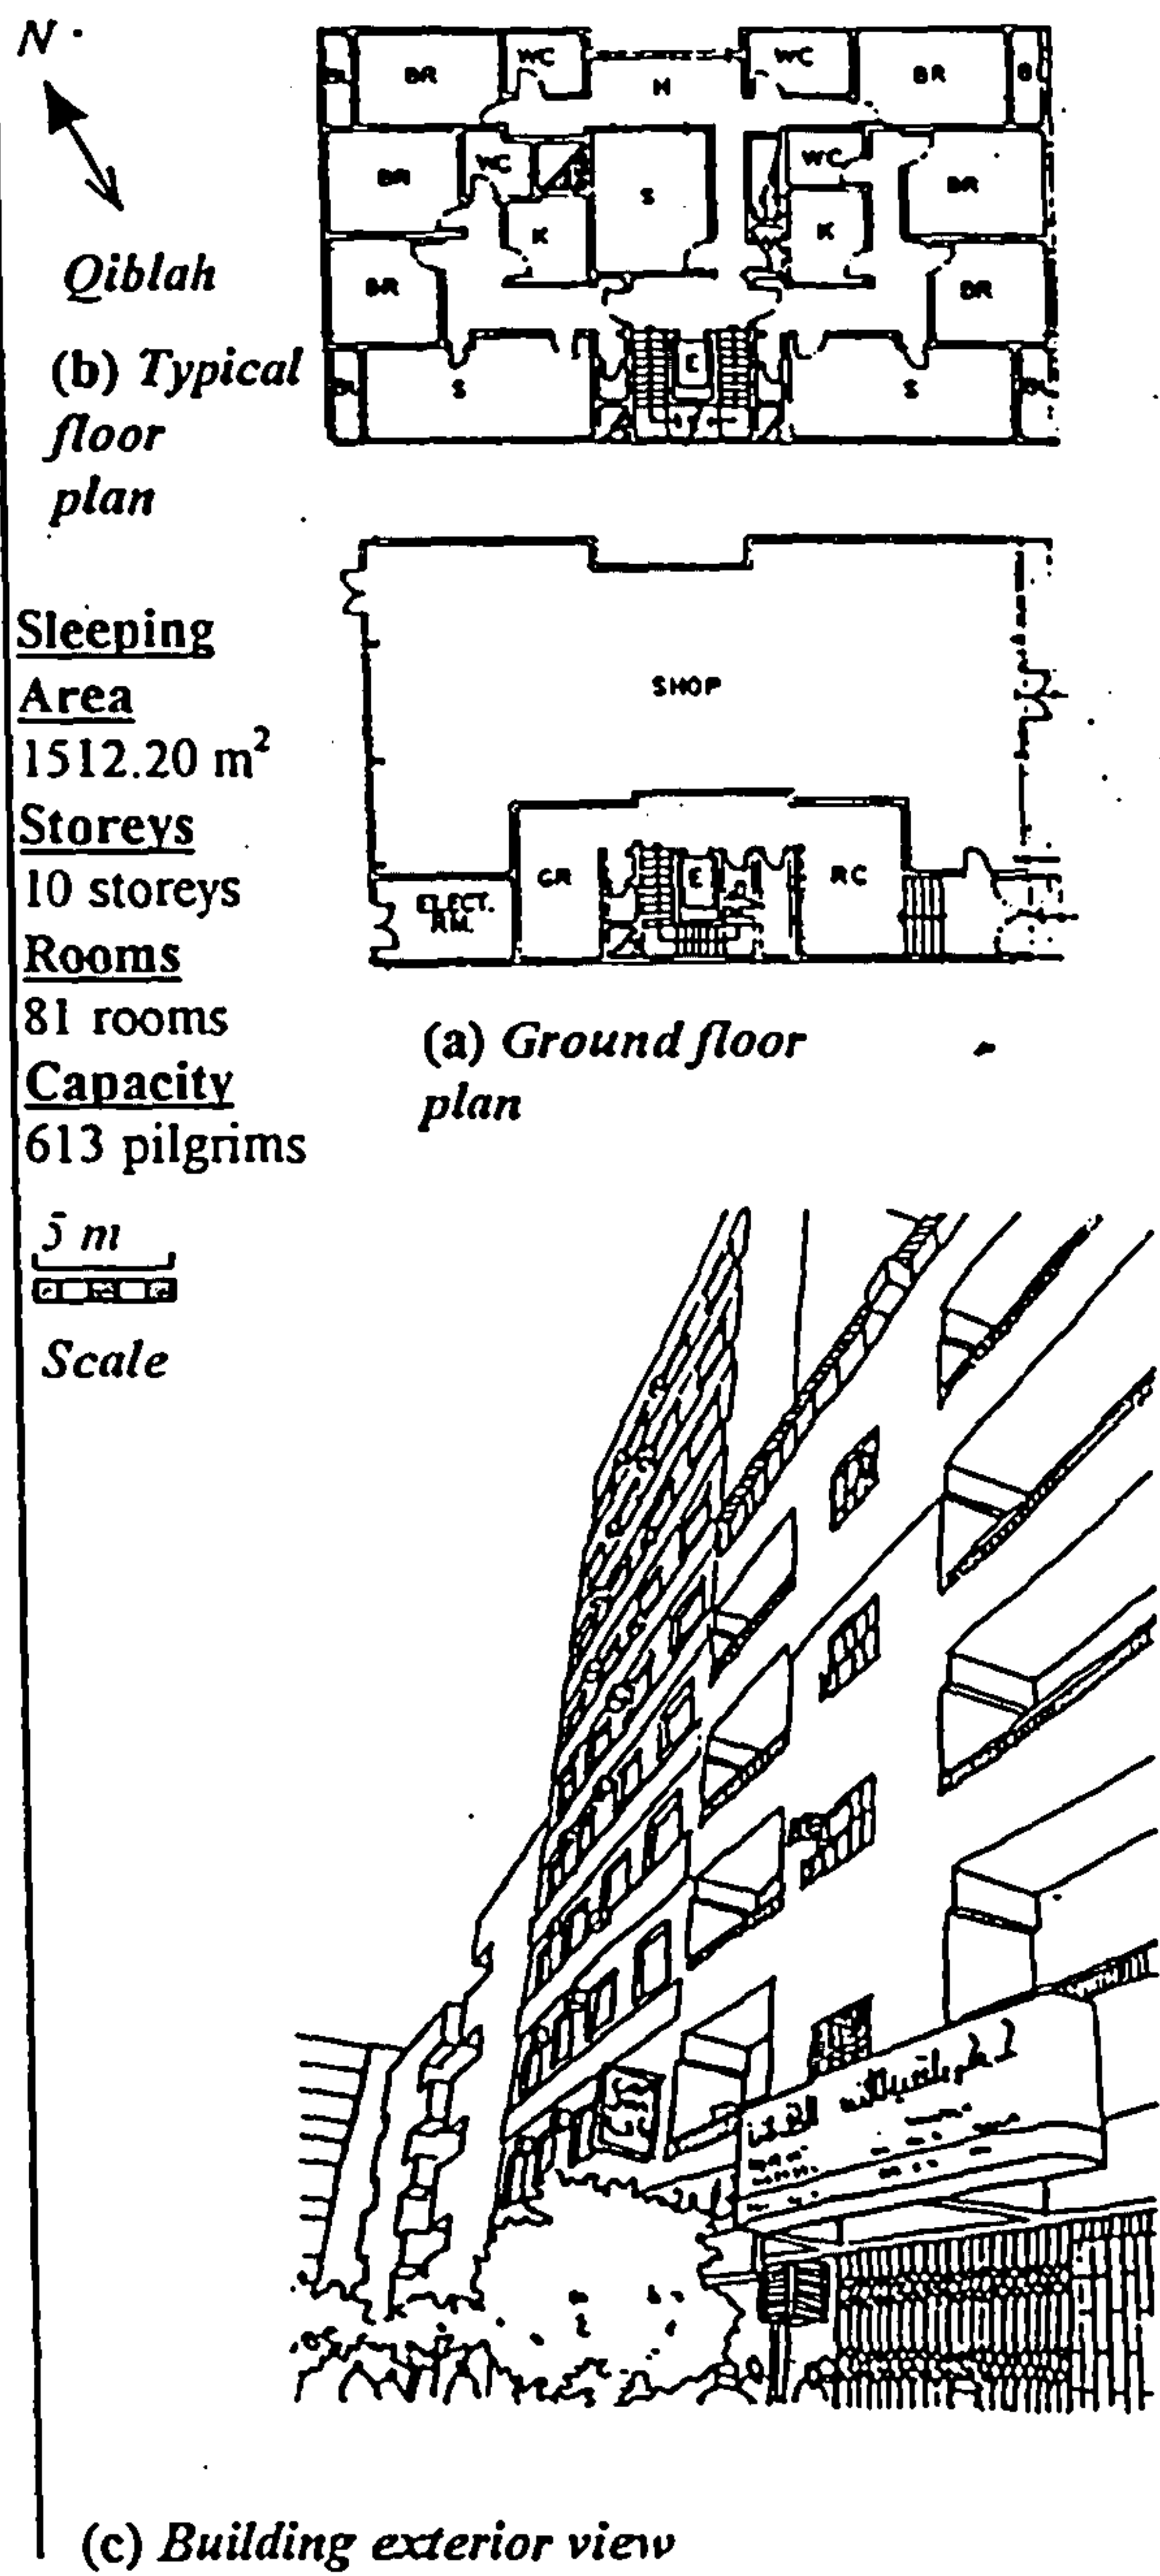 N
Qiblah
BR
WC
H
WC
BR
BR
WC
S
WC
BR
K
K
BR
BR
S
E
S
(b) Typical
floor
plan
SHOP
GR
E
RC
ELECT.
RM.
(a) Ground floor
plan
Sleeping
Area
1512.20 m²
Storeys
10 storeys
Rooms
81 rooms
Capacity
613 pilgrims
5 m
Scale
(c) Building exterior view